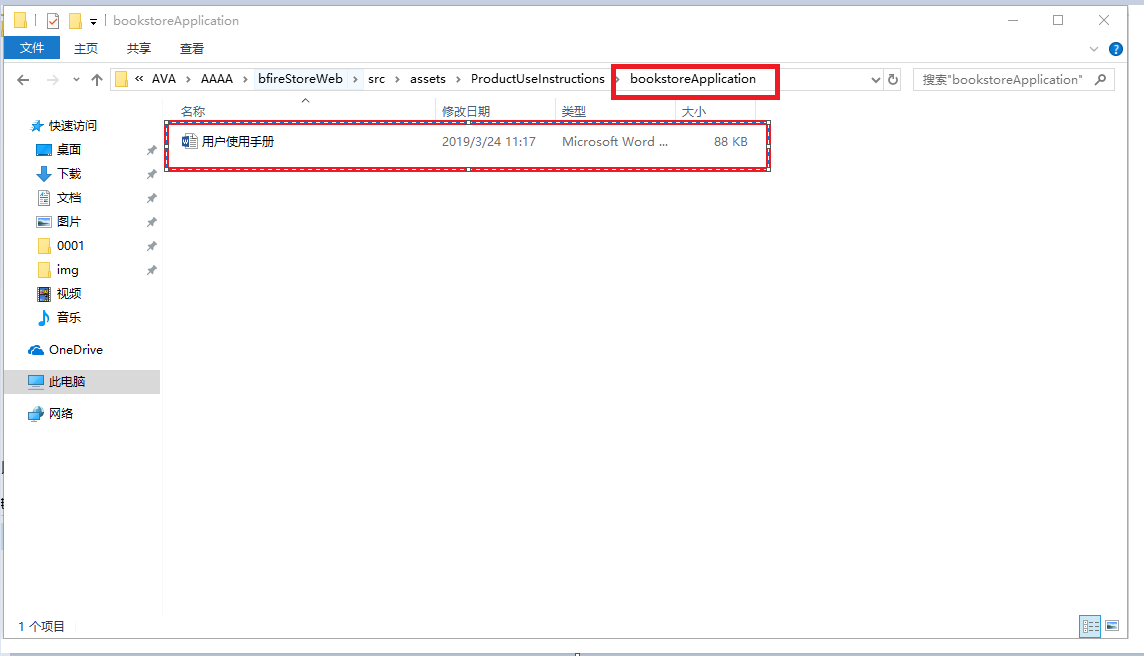 bookstoreApplication
文件 主页 共享 查看
« AVA > AAAA > bfireStoreWeb > src > assets > ProductUseInstructions > bookstoreApplication
搜索"bookstoreApplication"
名称 修改日期 类型 大小
用户使用手册 2019/3/24 11:17 Microsoft Word ... 88 KB
快速访问
桌面
下载
文档
图片
0001
img
视频
音乐
OneDrive
此电脑
网络
1 个项目